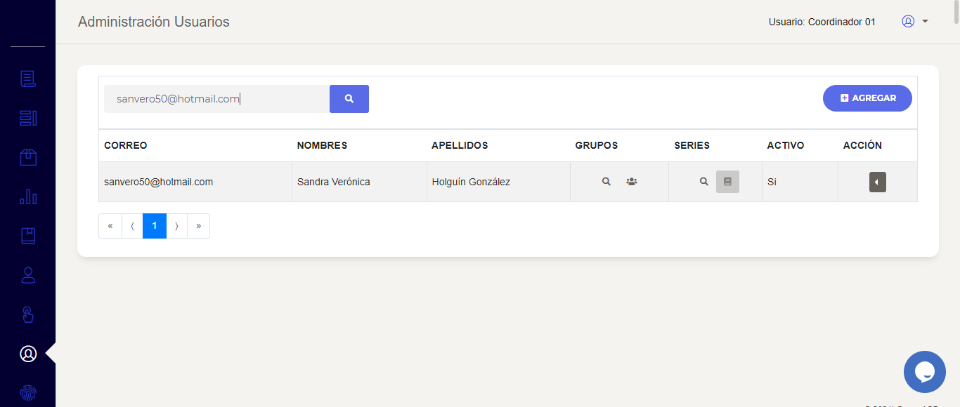 Administración Usuarios
Usuario: Coordinador 01
sanvero50@hotmail.com
AGREGAR
CORREO NOMBRES APELLIDOS GRUPOS SERIES ACTIVO ACCIÓN
sanvero50@hotmail.com Sandra Verónica Holguín González Si
« ⟨ 1 ⟩ »